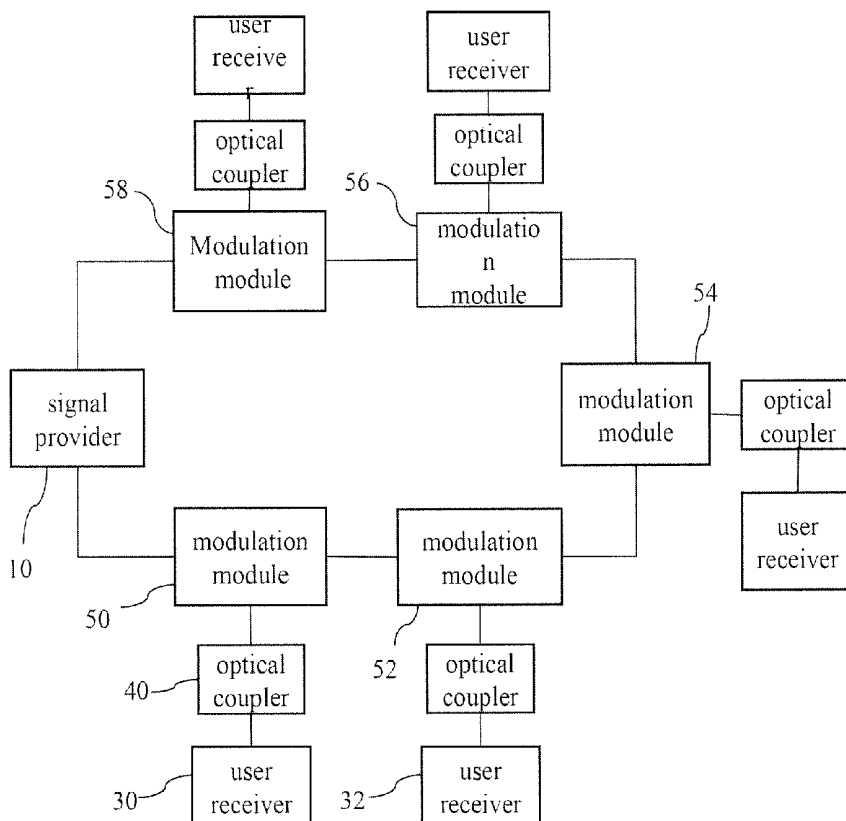 user
receive
r
user
receiver
optical
coupler
optical
coupler
58
56
Modulation
module
modulatio
n
module
54
signal
provider
modulation
module
optical
coupler
10
modulation
module
modulation
module
user
receiver
50
52
40
optical
coupler
optical
coupler
30
user
receiver
32
user
receiver